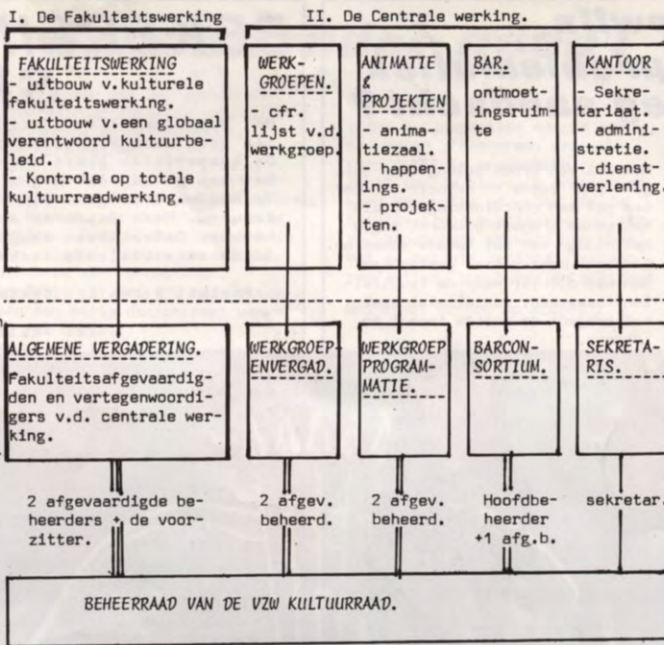 I. De Fakulteitswerking
II. De Centrale werking.
FAKULTEITSWERKING
- uitbouw v.kulturele
fakulteitswerking.
- uitbouw v.een globaal
verantwoord kultuurbe-
leid.
- Kontrole op totale
kultuurraadwerking.
WERK-
GROEPEN.
- cfr.
lijst v.d.
werkgroep.
ANIMATIE
&
PROJEKTEN
- anima-
tiezaal.
- happen-
ings.
- projek-
ten.
BAR.
ontmoet-
ingsruim-
te
KANTOOR
- Sekre-
tariaat.
- admini-
stratie.
- dienst-
verlening.
ALGEMENE VERGADERING.
Fakulteitsafgevaardig-
den en vertegenwoordi-
gers v.d. centrale wer-
king.
WERKGROEP-
ENVERGAD.
WERKGROEP
PROGRAM-
MATIE.
BARCON-
SORTIUM.
SEKRETA-
RIS.
2 afgevaardigde be-
heerders + de voor-
zitter.
2 afgev.
beheerd.
2 afgev.
beheerd.
Hoofdbe-
heerder
+1 afg.b.
sekretar.
BEHEERRAAD VAN DE VZW KULTUURRAAD.